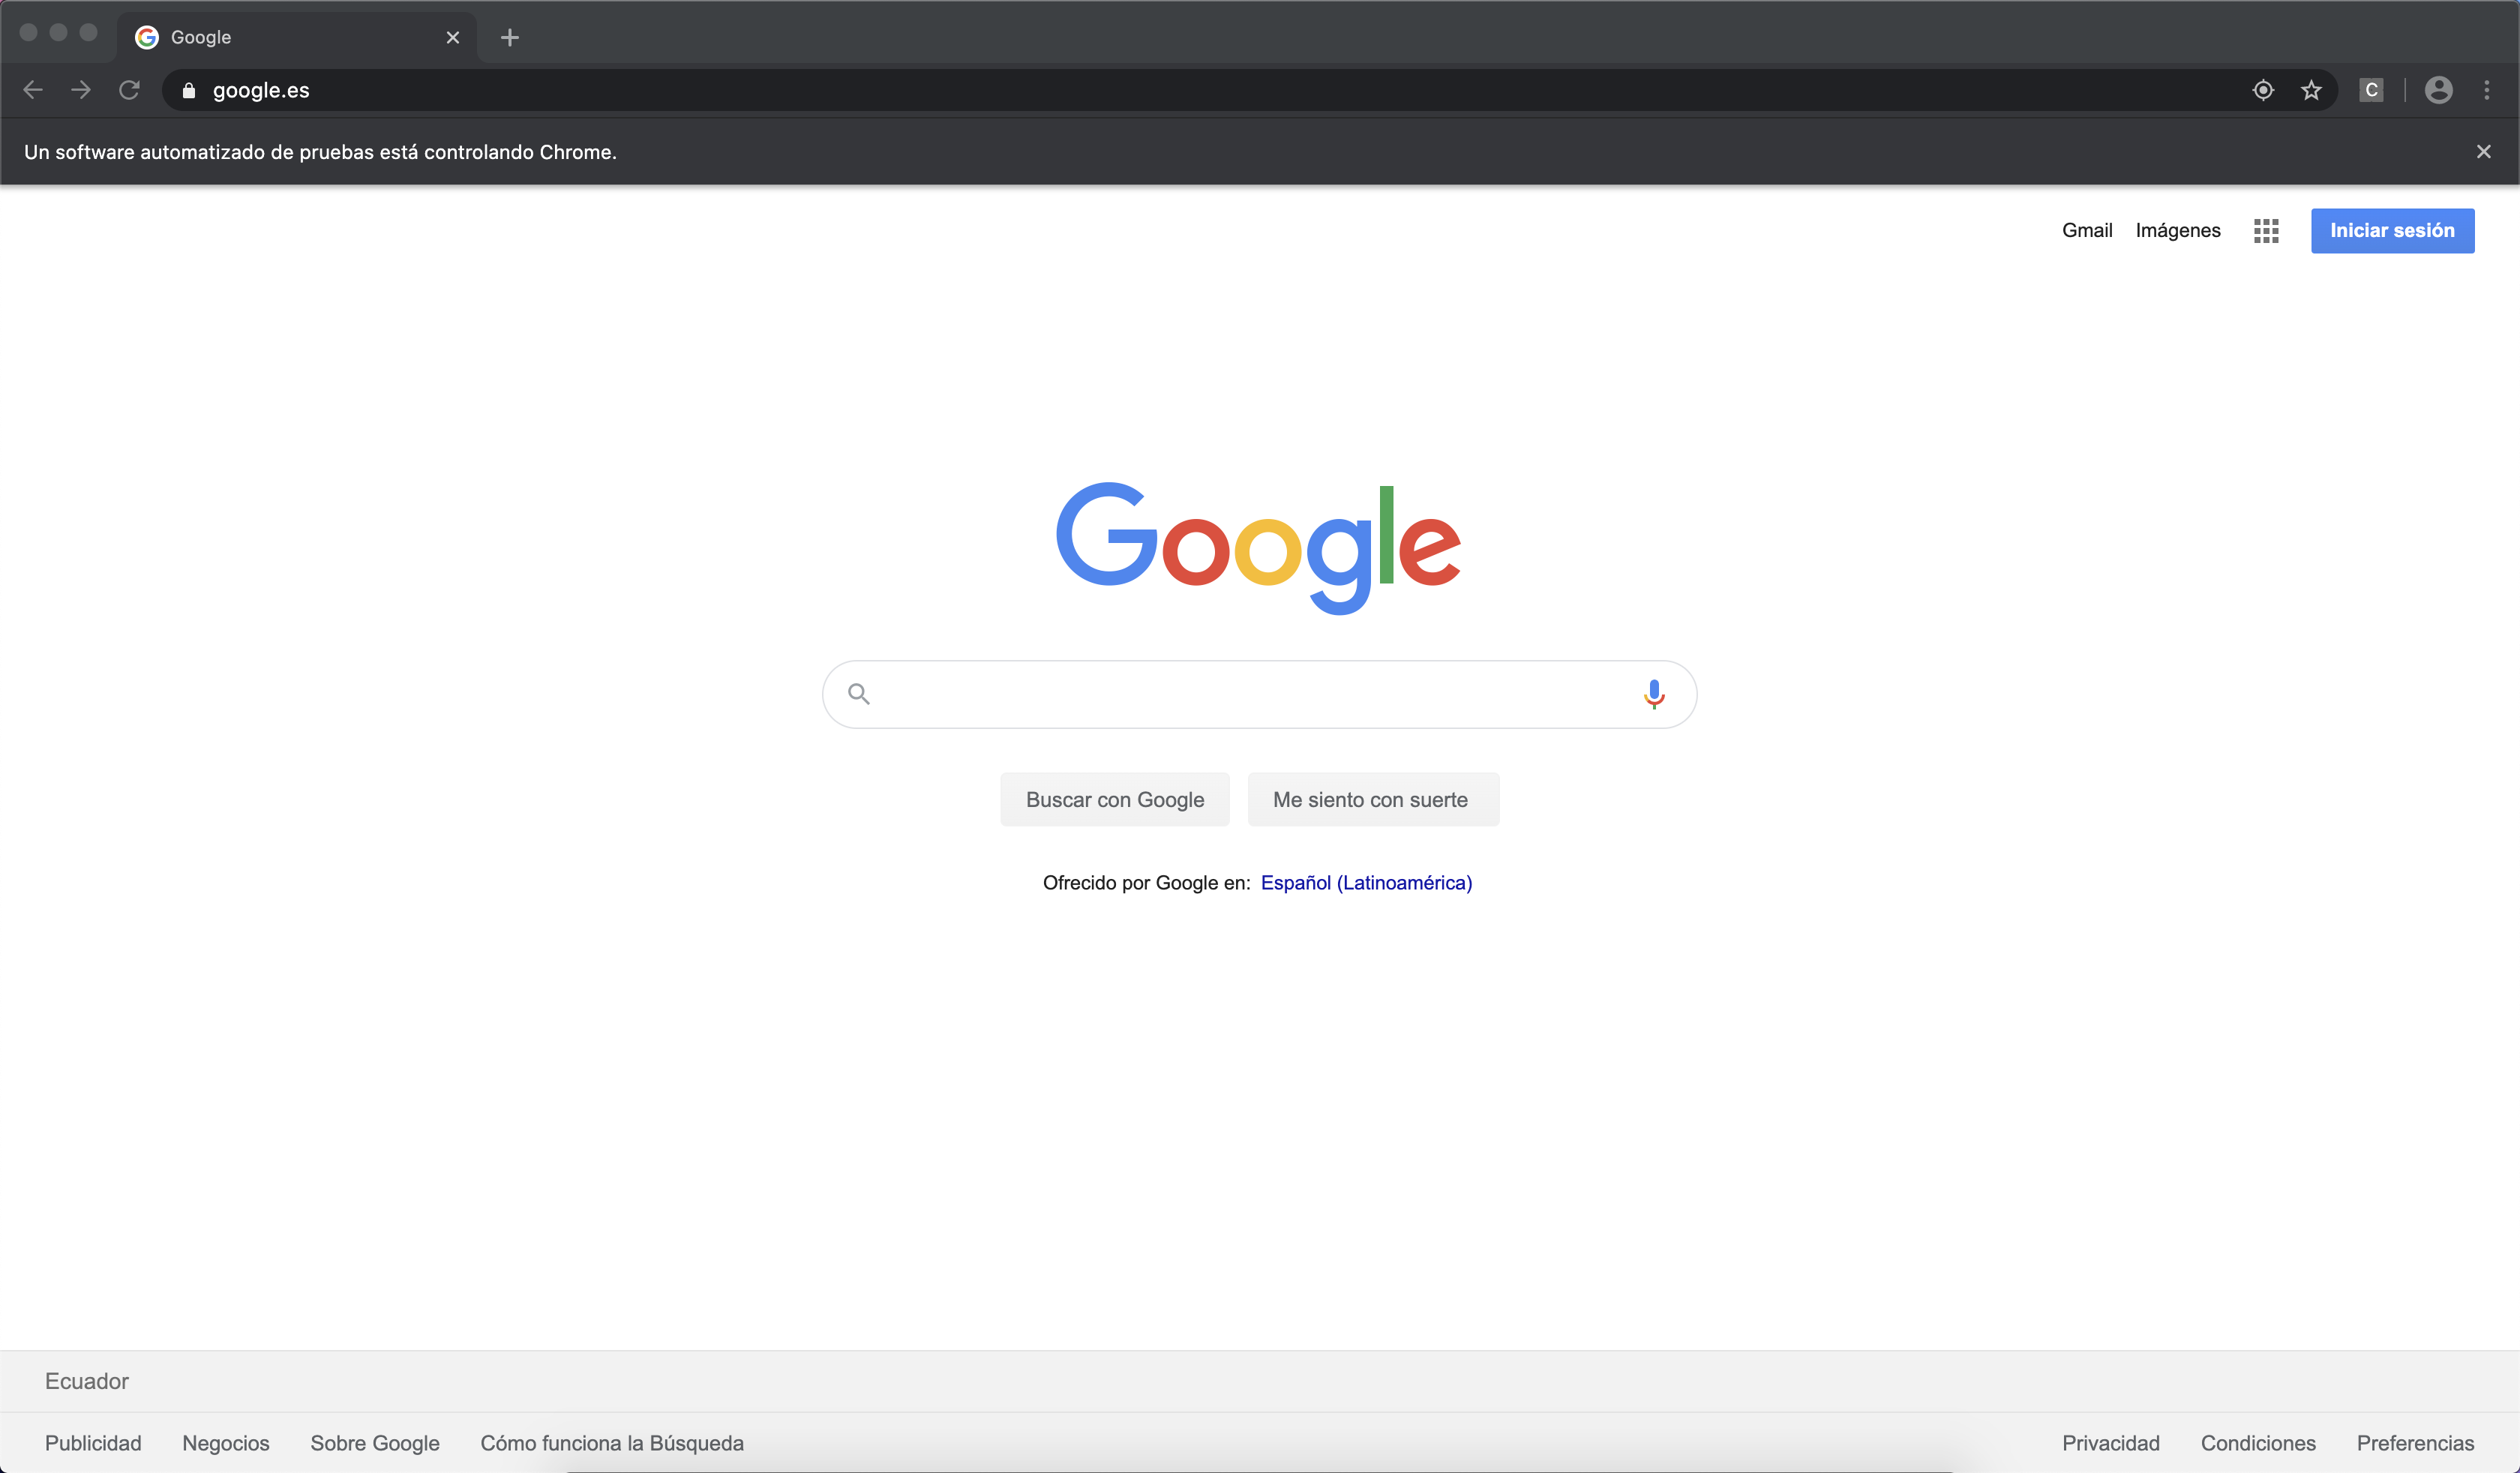 Google
google.es
C
Un software automatizado de pruebas está controlando Chrome.
Gmail Imágenes Iniciar sesión
Google
Buscar con Google Me siento con suerte
Ofrecido por Google en: Español (Latinoamérica)
Ecuador
Publicidad Negocios Sobre Google Cómo funciona la Búsqueda Privacidad Condiciones Preferencias